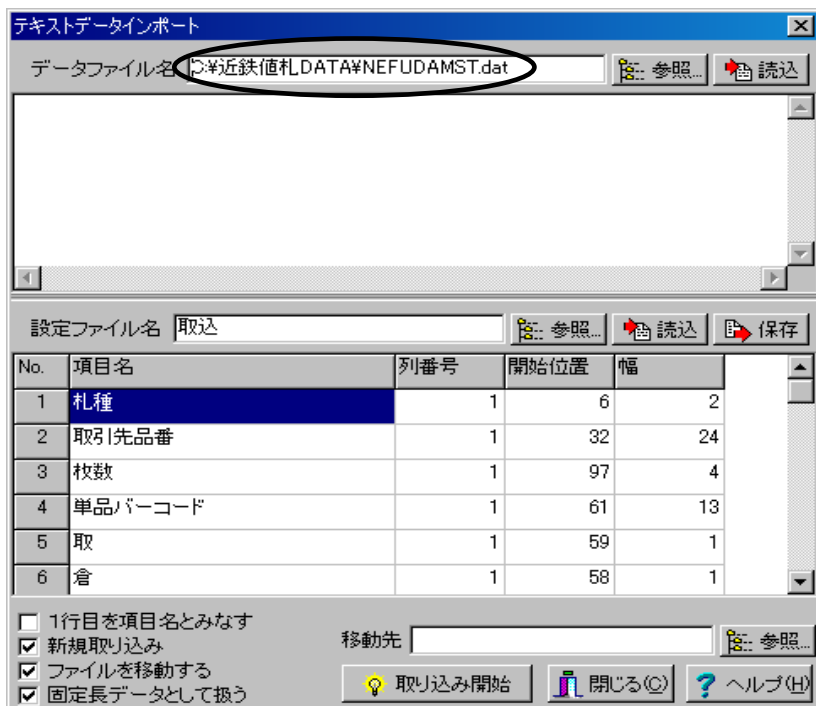 テキストデータインポート
データファイル名 C:¥近鉄値札DATA¥NEFUDAMST.dat 参照... 読込
設定ファイル名 取込 参照... 読込 保存
No. 項目名 列番号 開始位置 幅
1 札種 1 6 2
2 取引先品番 1 32 24
3 枚数 1 97 4
4 単品バーコード 1 61 13
5 取 1 59 1
6 倉 1 58 1
1行目を項目名とみなす
新規取り込み 移動先 参照...
ファイルを移動する
固定長データとして扱う 取り込み開始 閉じる(C) ヘルプ(H)